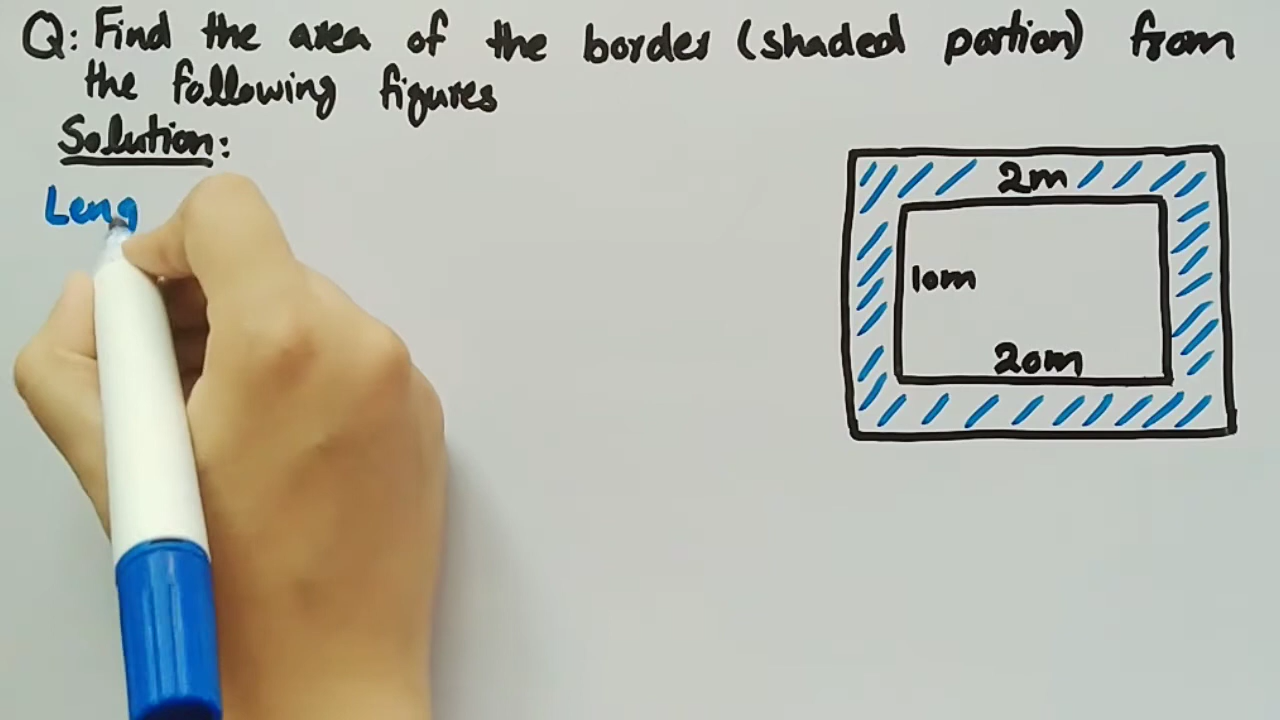 Q: Find the area of the border (shaded portion) from
the following figures
Solution:
Leng
2m
10m
20m